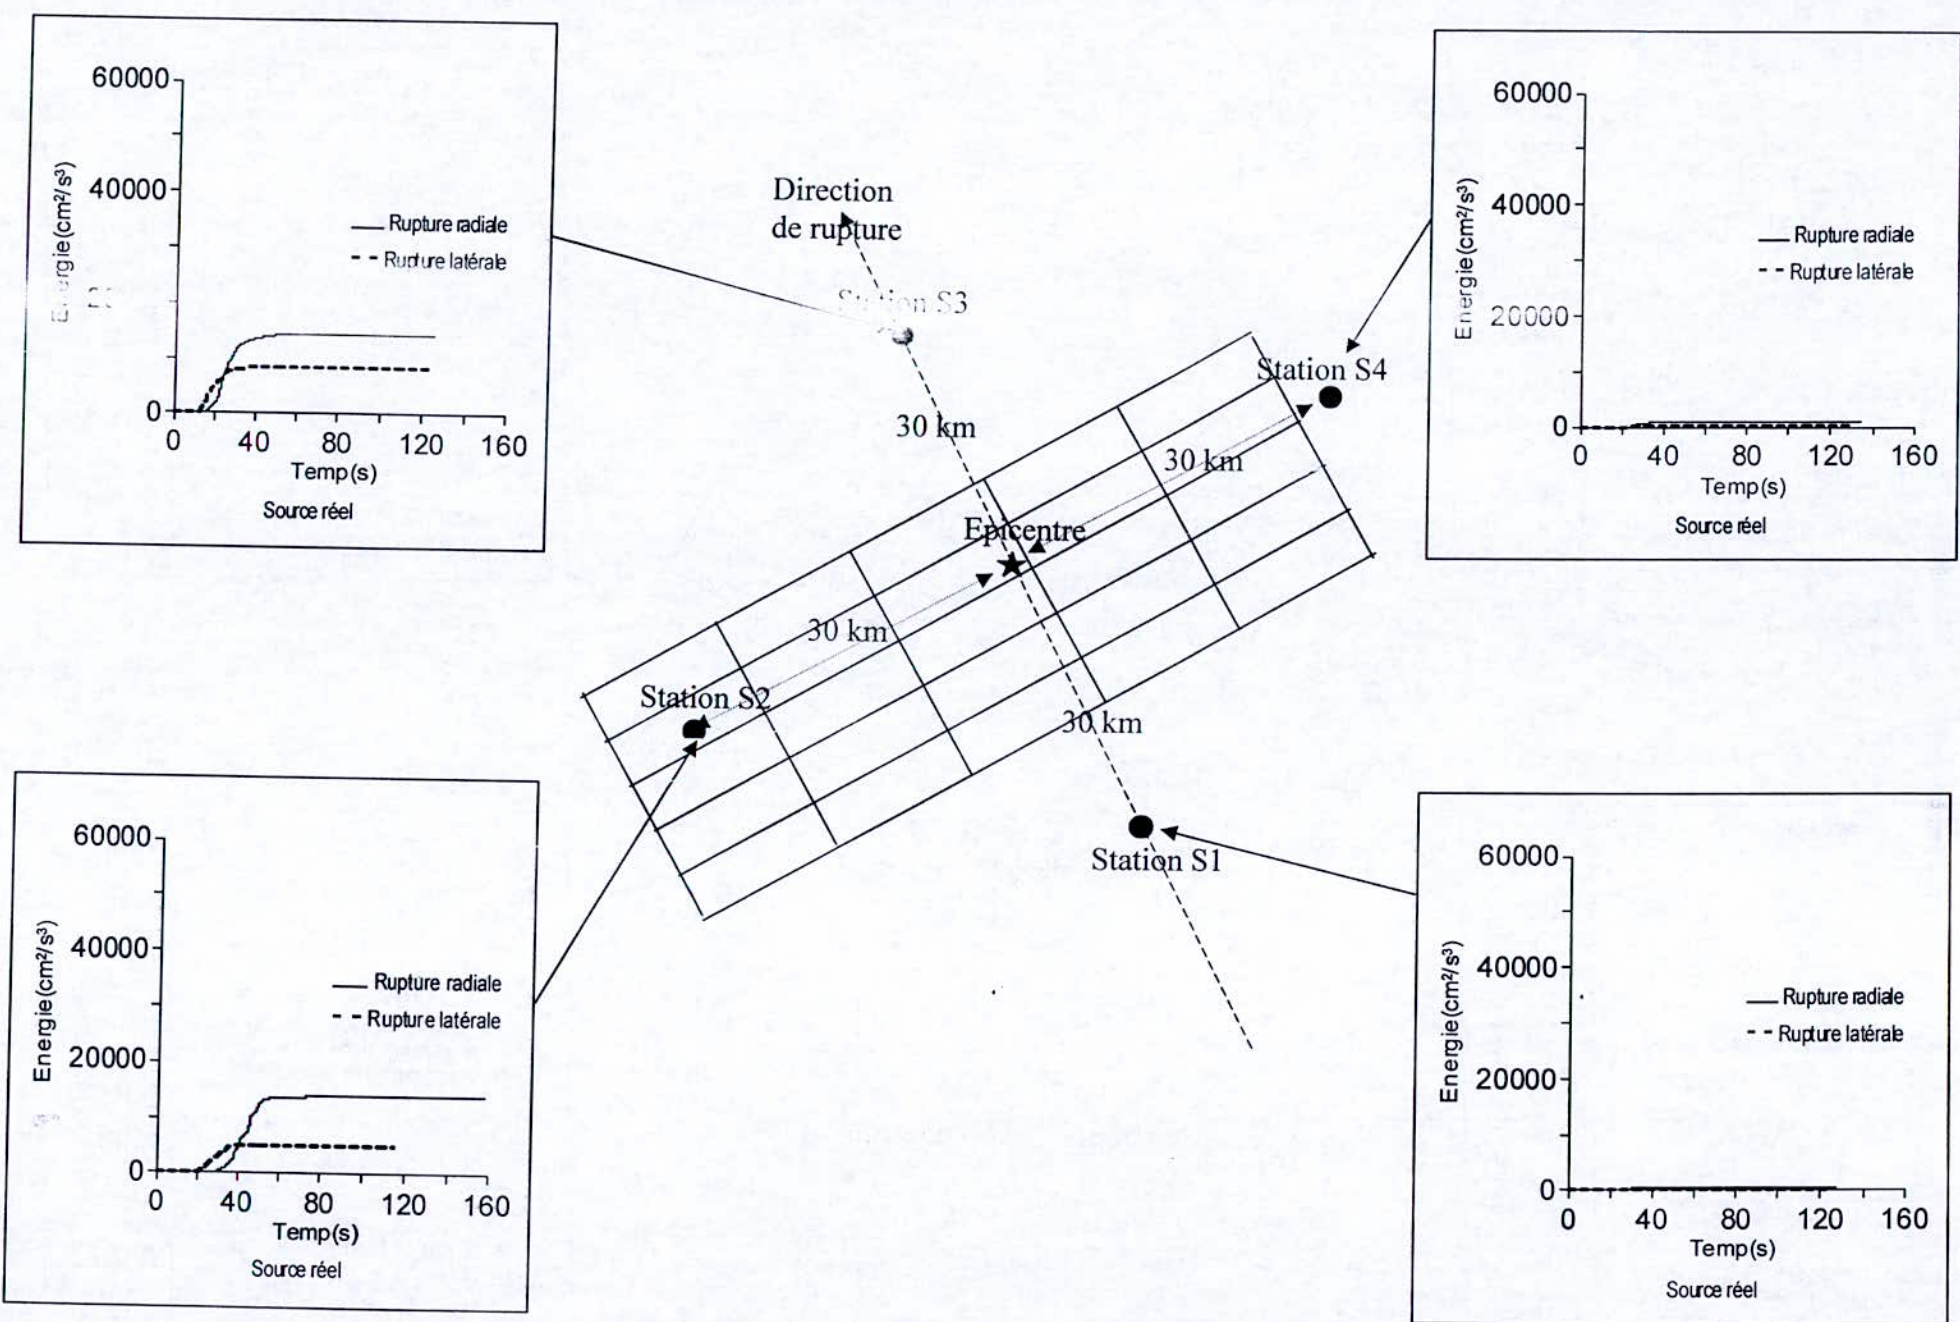 60000
40000
0
Energie(cm²/s³)
Rupture radiale
Rupture latérale
0 40 80 120 160
Temp(s)
Source réel
Direction
de rupture
Station S3
30 km
60000
40000
20000
0
Energie(cm²/s³)
Rupture radiale
Rupture latérale
0 40 80 120 160
Temp(s)
Source réel
Station S4
30 km
Epicentre
30 km
Station S2
30 km
Station S1
60000
40000
20000
0
Energie(cm²/s³)
Rupture radiale
Rupture latérale
0 40 80 120 160
Temp(s)
Source réel
60000
40000
20000
0
Energie(cm²/s³)
Rupture radiale
Rupture latérale
0 40 80 120 160
Temp(s)
Source réel